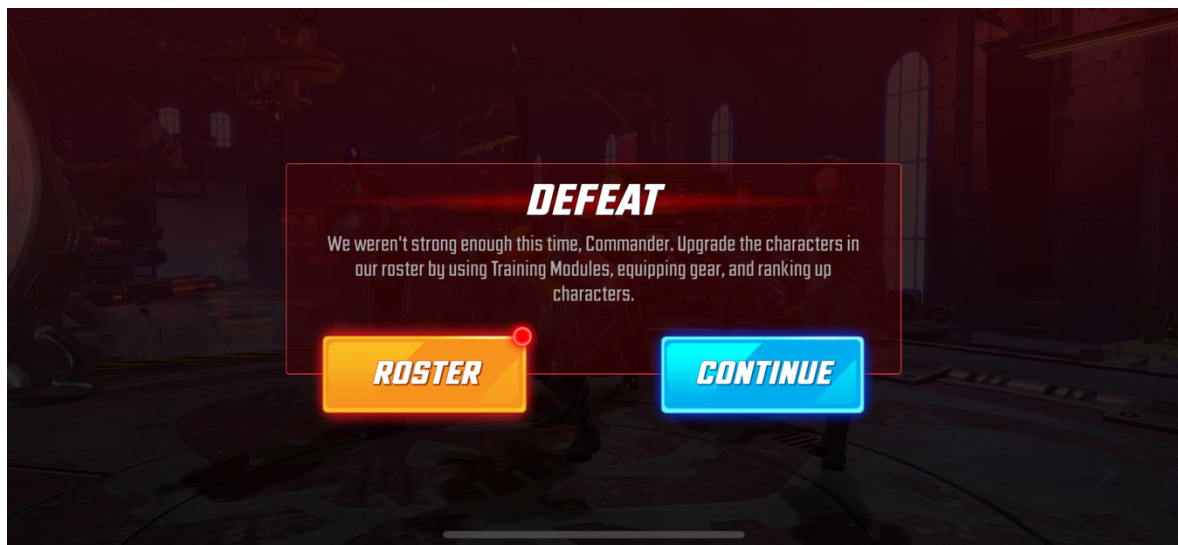 DEFEAT
We weren't strong enough this time, Commander. Upgrade the characters in
our roster by using Training Modules, equipping gear, and ranking up
characters.
ROSTER
CONTINUE